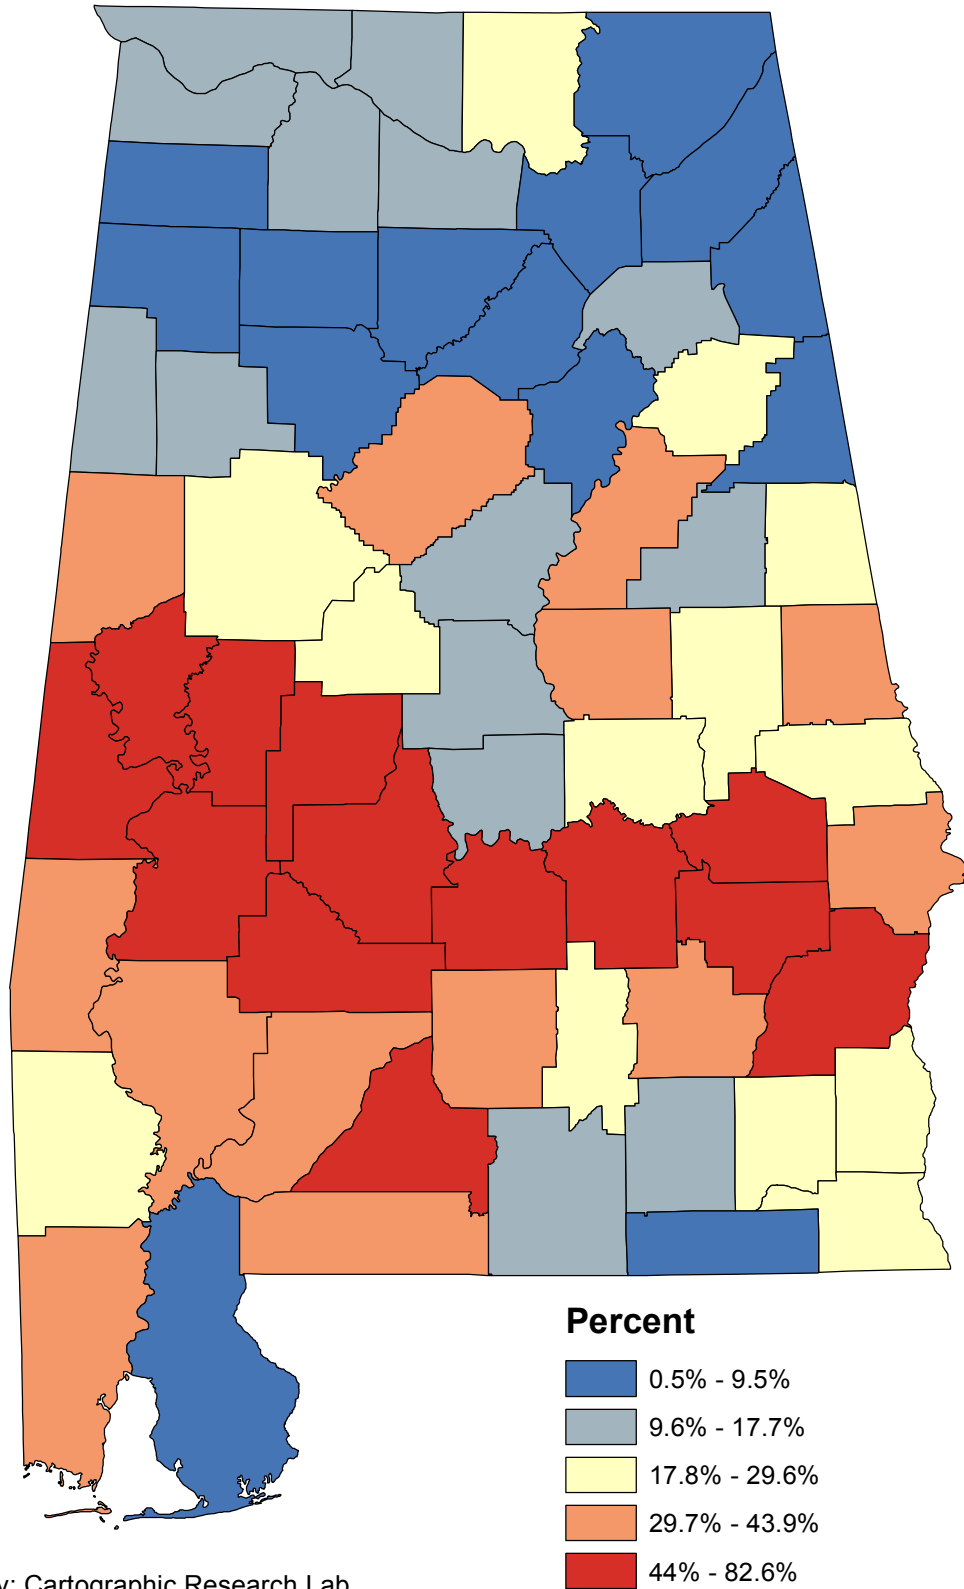 Percent
0.5% - 9.5%
9.6% - 17.7%
17.8% - 29.6%
29.7% - 43.9%
44% - 82.6%
Cartographic Research Lab